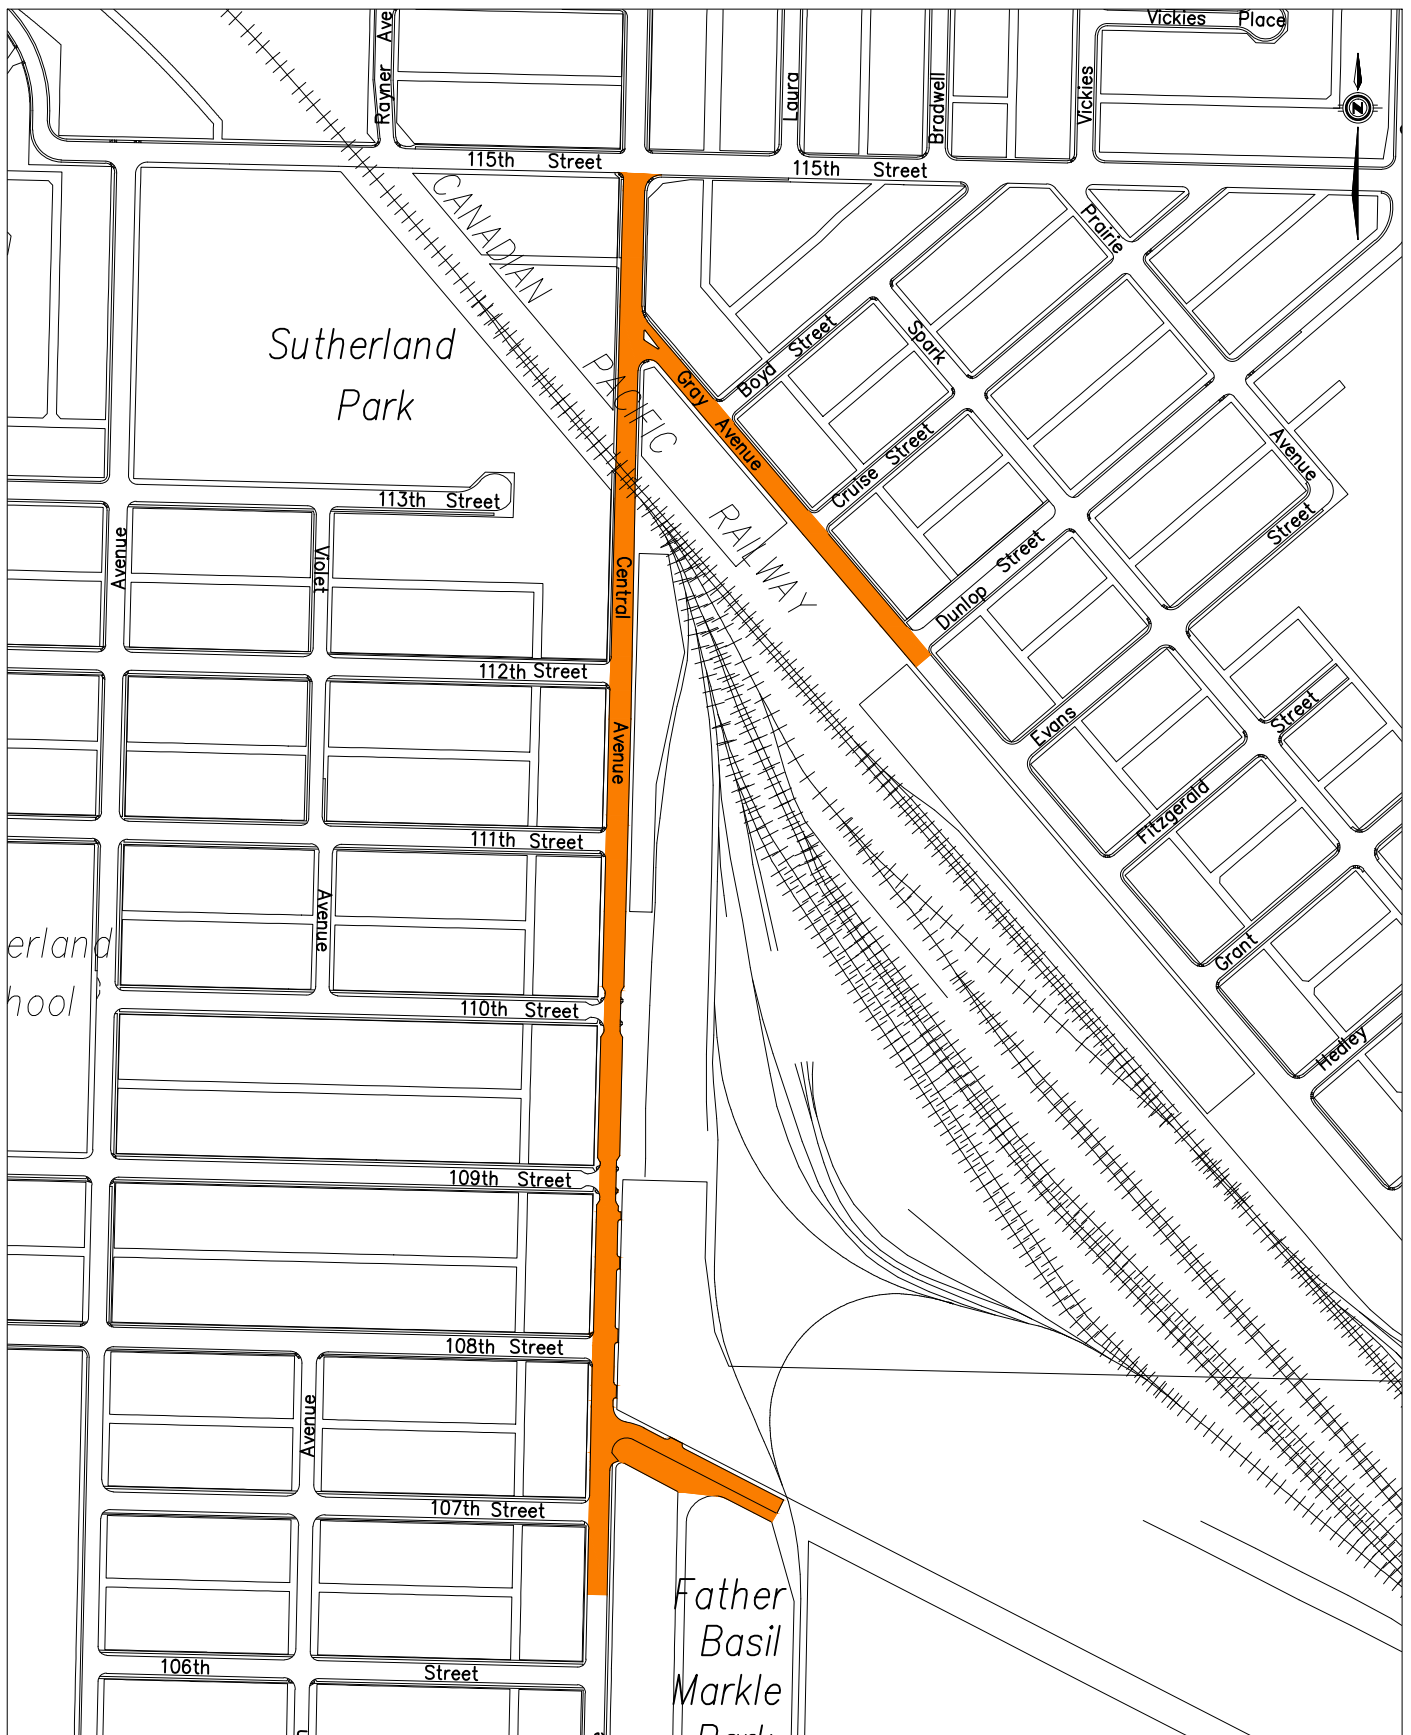 Vickies Place
Rayner Ave
Laura
Bradwell
Vickies
N
115th Street
115th Street
CANADIAN PACIFIC RAILWAY
Prairie
Avenue
Sutherland
Park
Spark
Boyd Street
Gray Avenue
Cruise Street
113th Street
Avenue
Violet
Central
Avenue
Street
Dunlop Street
112th Street
Street
Evans
111th Street
Fitzgerald
Avenue
erland
hool
110th Street
Grant
Hedley
109th Street
108th Street
Avenue
107th Street
Father
Basil
Markle
Park
106th Street